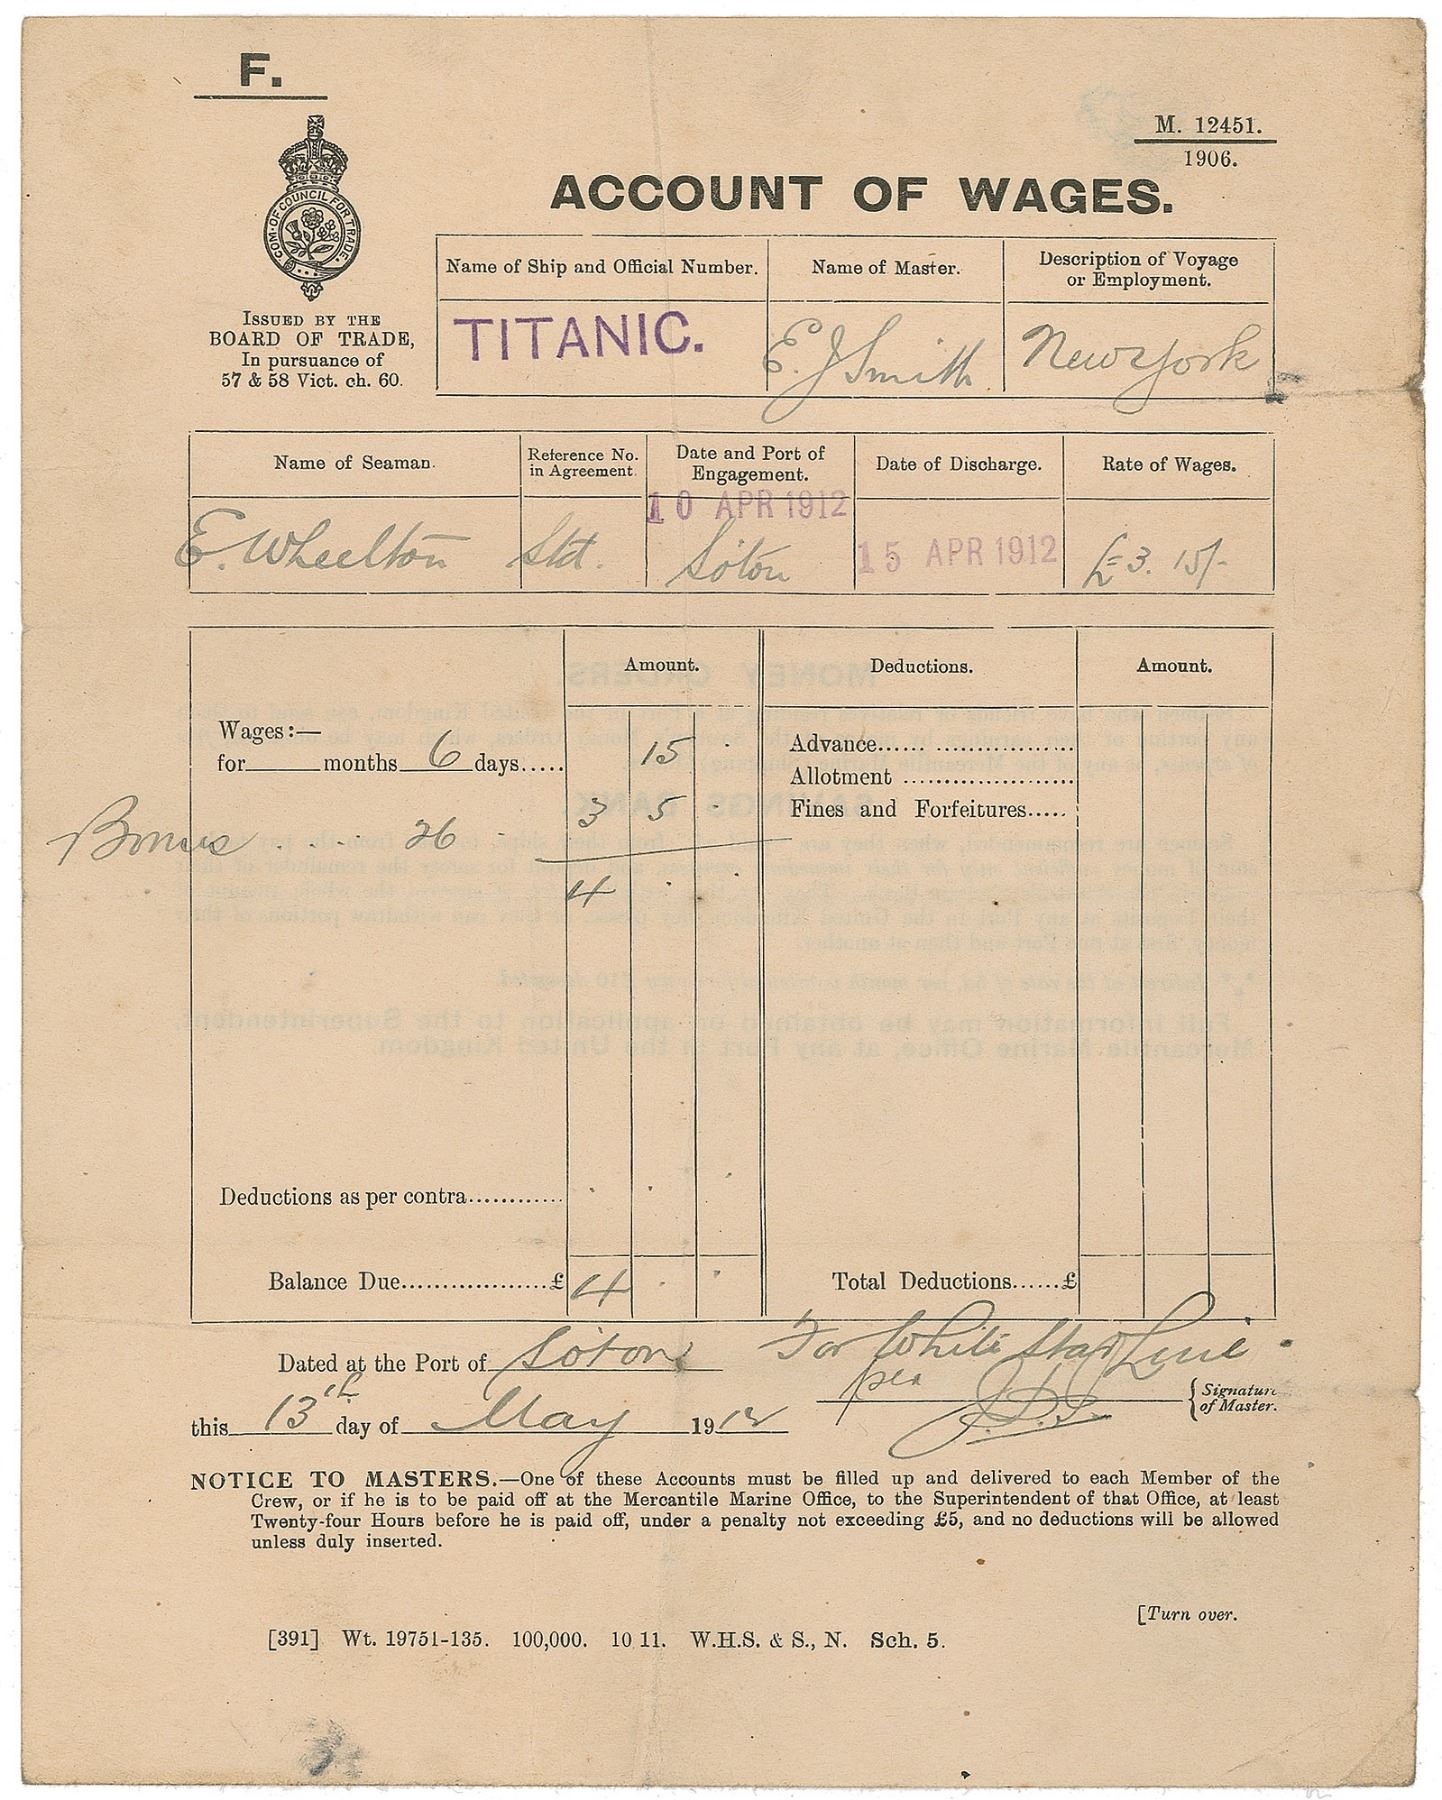 F.
M. 12451.
1906.
COM. OF COUNCIL FOR TRADE.
ISSUED BY THE
BOARD OF TRADE,
In pursuance of
57 & 58 Vict. ch. 60.
ACCOUNT OF WAGES.
Name of Ship and Official Number. Name of Master. Description of Voyage or Employment.
TITANIC. E. J Smith New York
Name of Seaman. Reference No. in Agreement. Date and Port of Engagement. Date of Discharge. Rate of Wages.
10 APR 1912
E. Wheelton Std. Soton 15 APR 1912 £3. 15/-
Amount. Deductions. Amount.
Wages:—
for months 6 days..... 15 .
Advance...... ..................
Allotment ......................
Fines and Forfeitures.....
Bonus . 26 . 3 5 .
4 . .
Deductions as per contra............ . . .
Balance Due..................£ 4 . .
Total Deductions......£
Dated at the Port of Soton
this 13th day of May 1912
For White Star Line
per
{ Signature of Master.
NOTICE TO MASTERS.—One of these Accounts must be filled up and delivered to each Member of the
Crew, or if he is to be paid off at the Mercantile Marine Office, to the Superintendent of that Office, at least
Twenty-four Hours before he is paid off, under a penalty not exceeding £5, and no deductions will be allowed
unless duly inserted.
[Turn over.
[391] Wt. 19751-135. 100,000. 10 11. W.H.S. & S., N. Sch. 5.